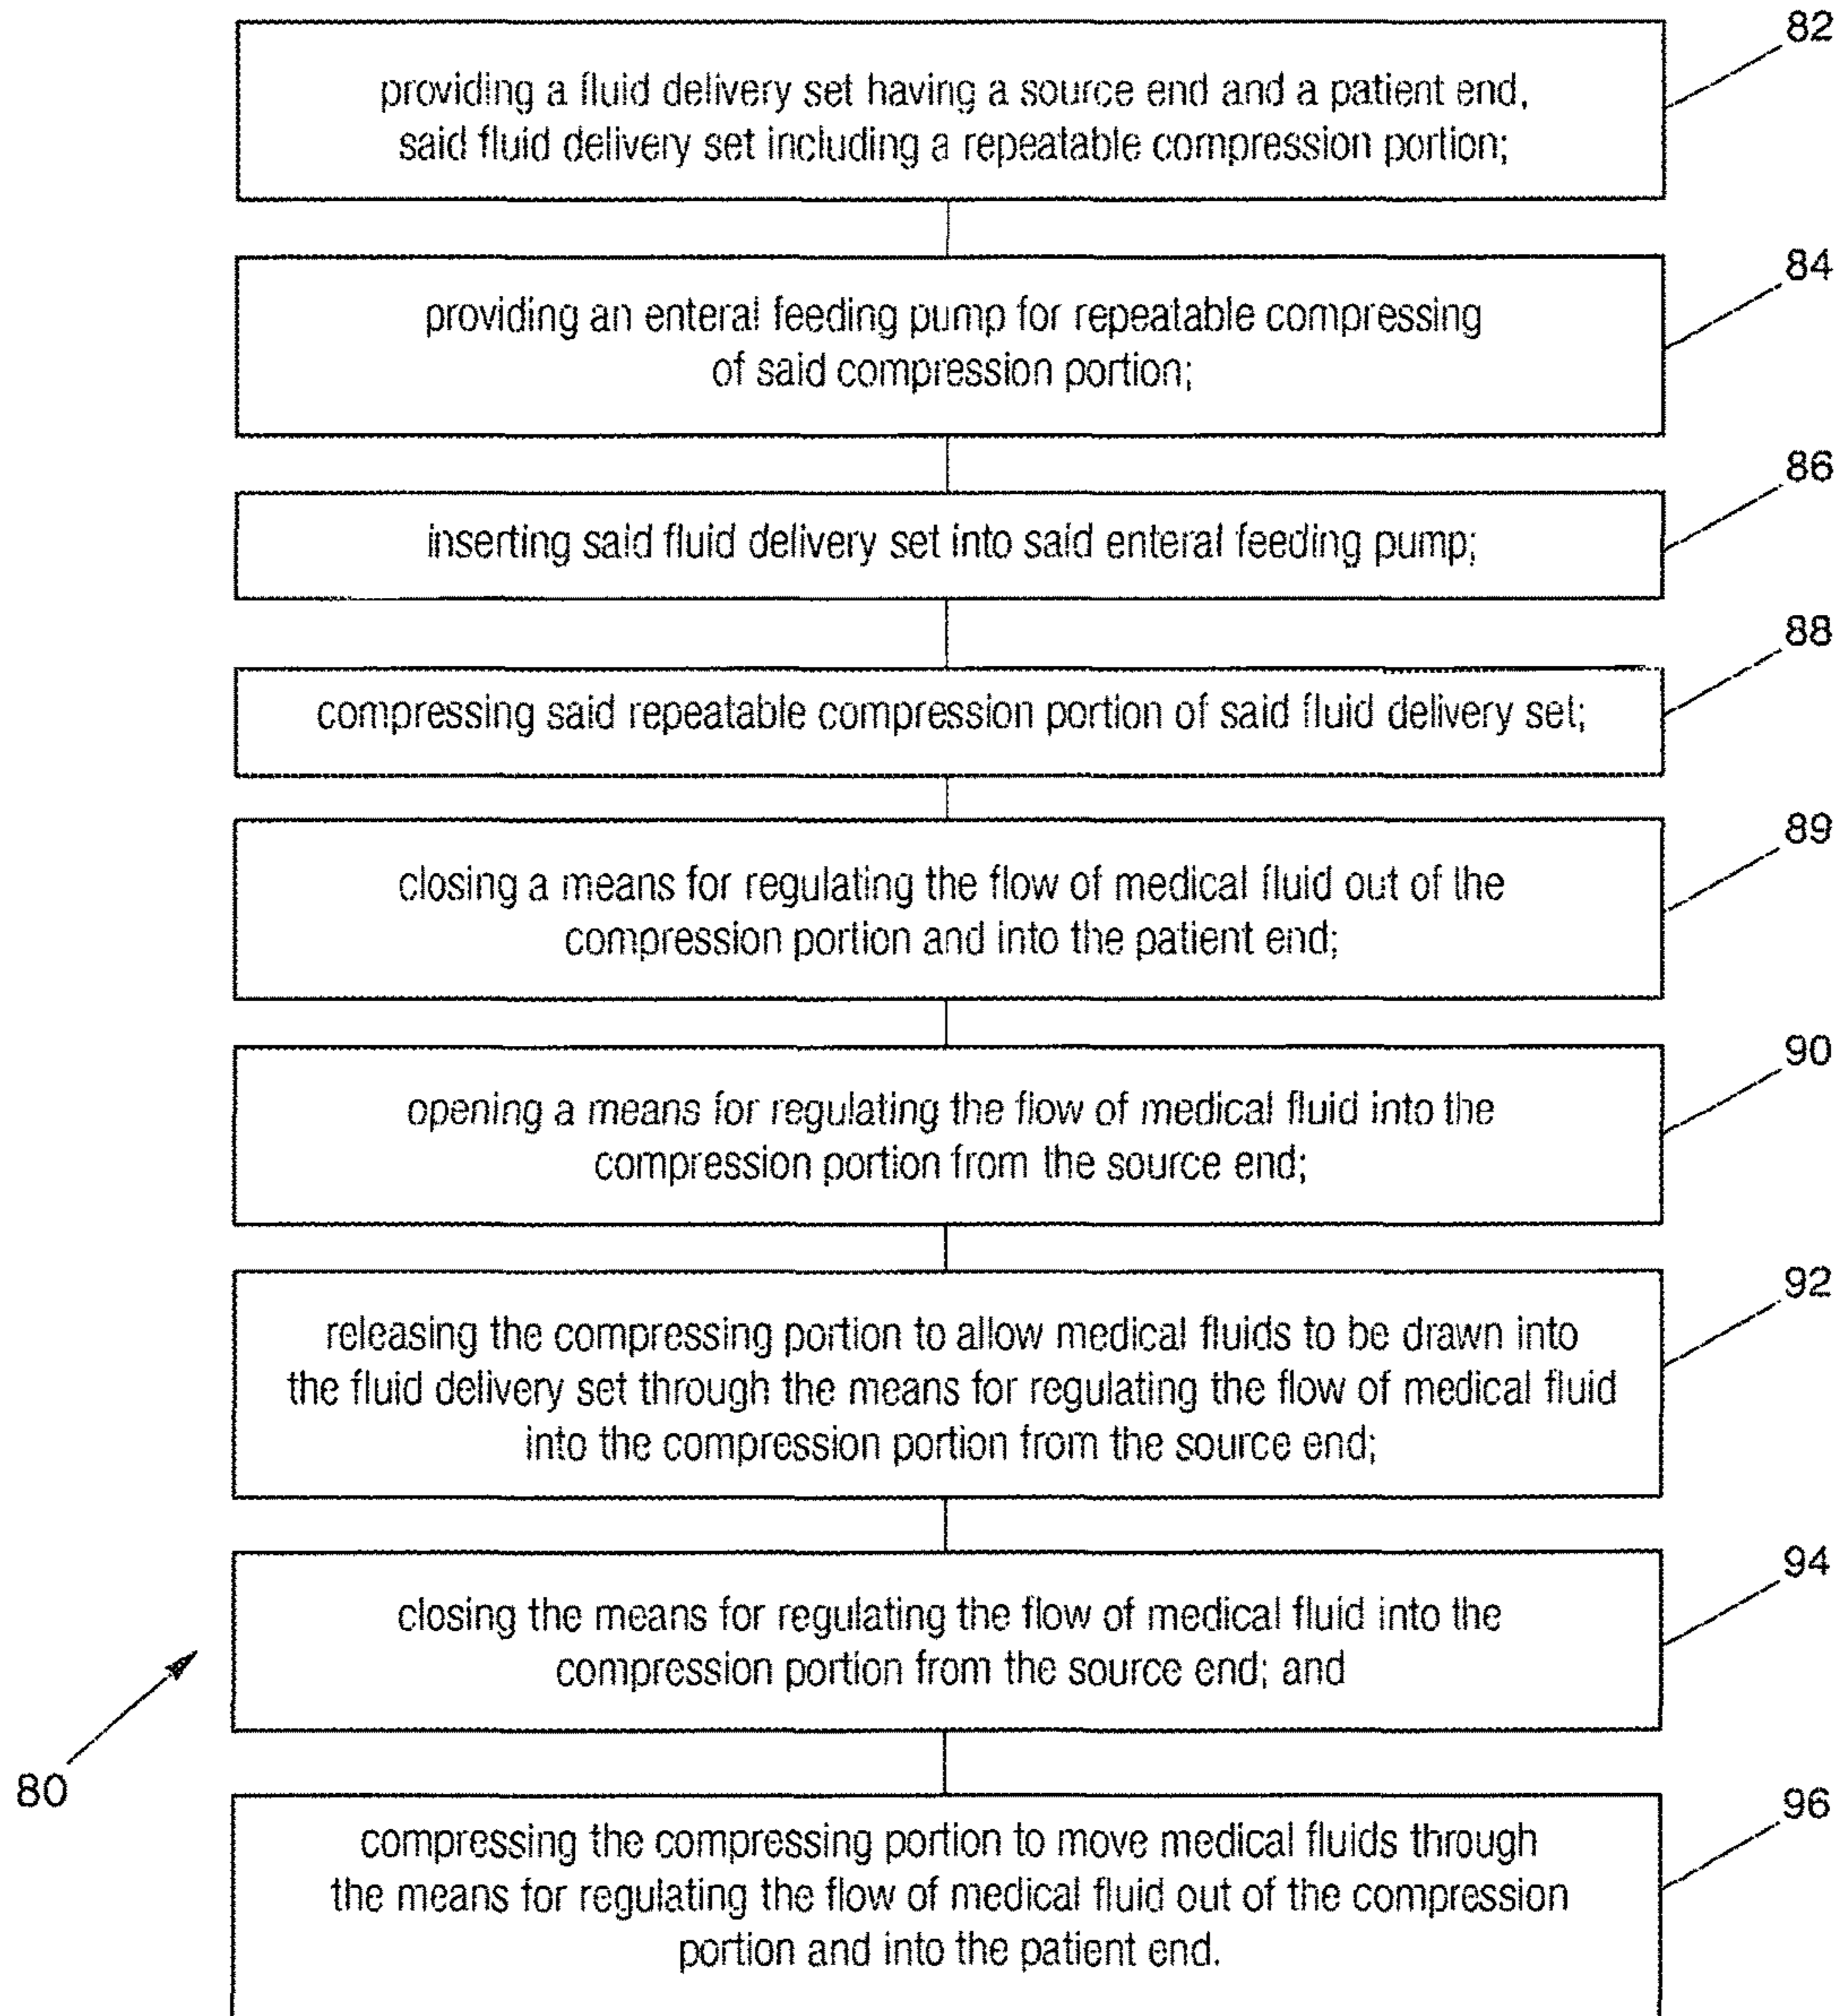 82
providing a fluid delivery set having a source end and a patient end,
said fluid delivery set including a repeatable compression portion;
84
providing an enteral feeding pump for repeatable compressing
of said compression portion;
86
inserting said fluid delivery set into said enteral feeding pump;
88
compressing said repeatable compression portion of said fluid delivery set;
89
closing a means for regulating the flow of medical fluid out of the
compression portion and into the patient end;
90
opening a means for regulating the flow of medical fluid into the
compression portion from the source end;
92
releasing the compressing portion to allow medical fluids to be drawn into
the fluid delivery set through the means for regulating the flow of medical fluid
into the compression portion from the source end;
94
closing the means for regulating the flow of medical fluid into the
compression portion from the source end; and
80
96
compressing the compressing portion to move medical fluids through
the means for regulating the flow of medical fluid out of the compression
portion and into the patient end.